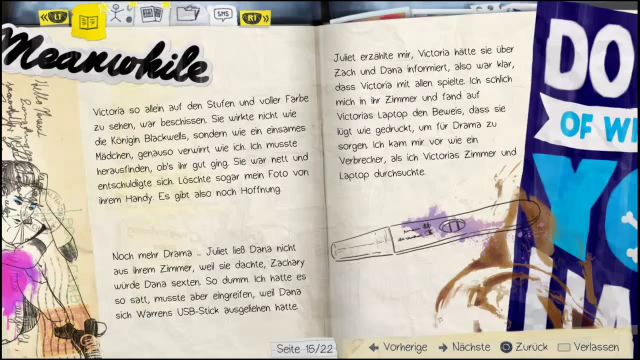 L1
SMS
R1
Meanwhile
Victoria so allein auf den Stufen und voller Farbe
zu sehen, war beschissen. Sie wirkte nicht wie
die Königin Blackwells, sondern wie ein einsames
Mädchen, genauso verwirrt wie ich. Ich musste
herausfinden, ob's ihr gut ging. Sie war nett und
entschuldigte sich. Löschte sogar mein Foto von
ihrem Handy. Es gibt also noch Hoffnung.
Noch mehr Drama ... Juliet ließ Dana nicht
aus ihrem Zimmer, weil sie dachte, Zachary
würde Dana sexten. So dumm. Ich hatte es
so satt, musste aber eingreifen, weil Dana
sich Warrens USB-Stick ausgeliehen hatte.
Juliet erzählte mir, Victoria hätte sie über
Zach und Dana informiert, also war klar,
dass Victoria mit allen spielte. Ich schlich
mich in ihr Zimmer und fand auf
Victorias Laptop den Beweis, dass sie
lügt wie gedruckt, um für Drama zu
sorgen. Ich kam mir vor wie ein
Verbrecher, als ich Victorias Zimmer und
Laptop durchsuchte.
DO
OF W
YO
Seite 15/22
Vorherige
Nächste
Zurück
Verlassen